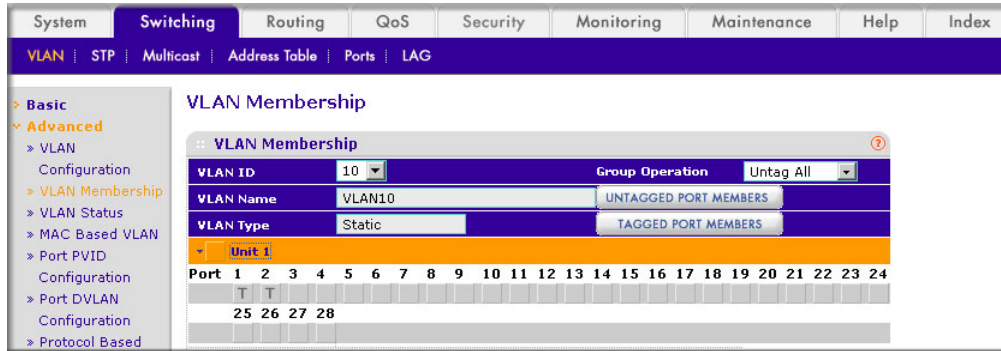 System Switching Routing QoS Security Monitoring Maintenance Help Index
VLAN STP Multicast Address Table Ports LAG
Basic
Advanced
» VLAN
Configuration
» VLAN Membership
» VLAN Status
» MAC Based VLAN
» Port PVID
Configuration
» Port DVLAN
Configuration
» Protocol Based
VLAN Membership
VLAN Membership ?
VLAN ID 10 Group Operation Untag All
VLAN Name VLAN10 UNTAGGED PORT MEMBERS
VLAN Type Static TAGGED PORT MEMBERS
Unit 1
Port 1 2 3 4 5 6 7 8 9 10 11 12 13 14 15 16 17 18 19 20 21 22 23 24
T T
25 26 27 28